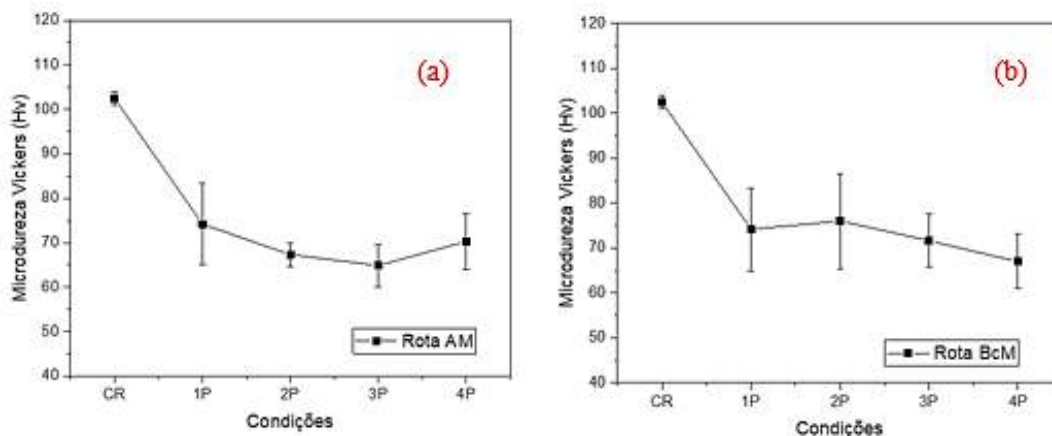 120
110
100
90
80
70
60
50
40
Microdureza Vickers (Hv)
(a)
Rota AM
CR 1P 2P 3P 4P
Condições
120
110
100
90
80
70
60
50
40
Microdureza Vickers (Hv)
(b)
Rota BcM
CR 1P 2P 3P 4P
Condições